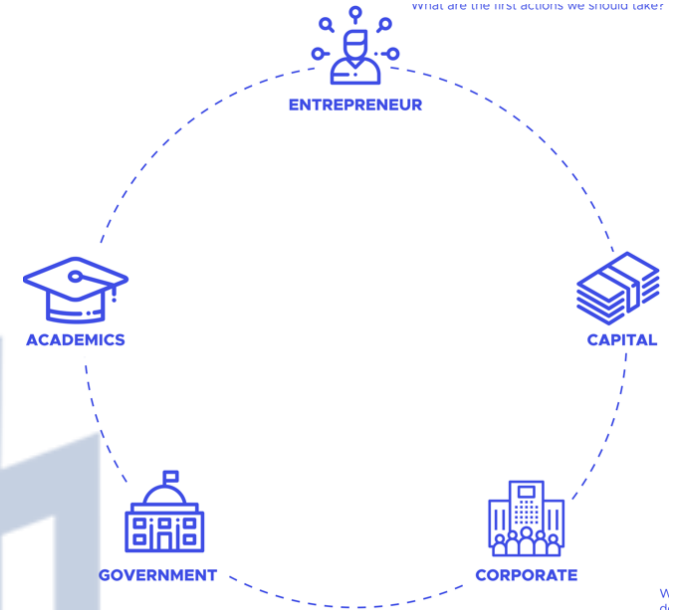 What are the first actions we should take?
ENTREPRENEUR
ACADEMICS
CAPITAL
GOVERNMENT
CORPORATE